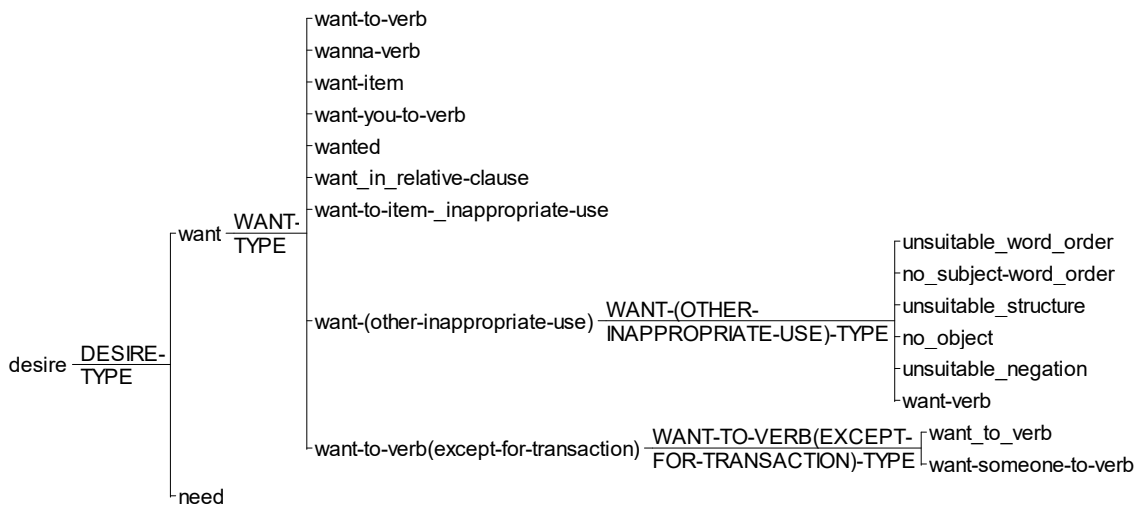 want-to-verb
wanna-verb
want-item
want-you-to-verb
wanted
want_in_relative-clause
want-to-item-_inappropriate-use
want WANT-
TYPE
unsuitable_word_order
no_subject-word_order
unsuitable_structure
want-(other-inappropriate-use) WANT-(OTHER-
INAPPROPRIATE-USE)-TYPE
no_object
unsuitable_negation
want-verb
desire DESIRE-
TYPE
want-to-verb(except-for-transaction) WANT-TO-VERB(EXCEPT-
FOR-TRANSACTION)-TYPE
want_to_verb
want-someone-to-verb
need